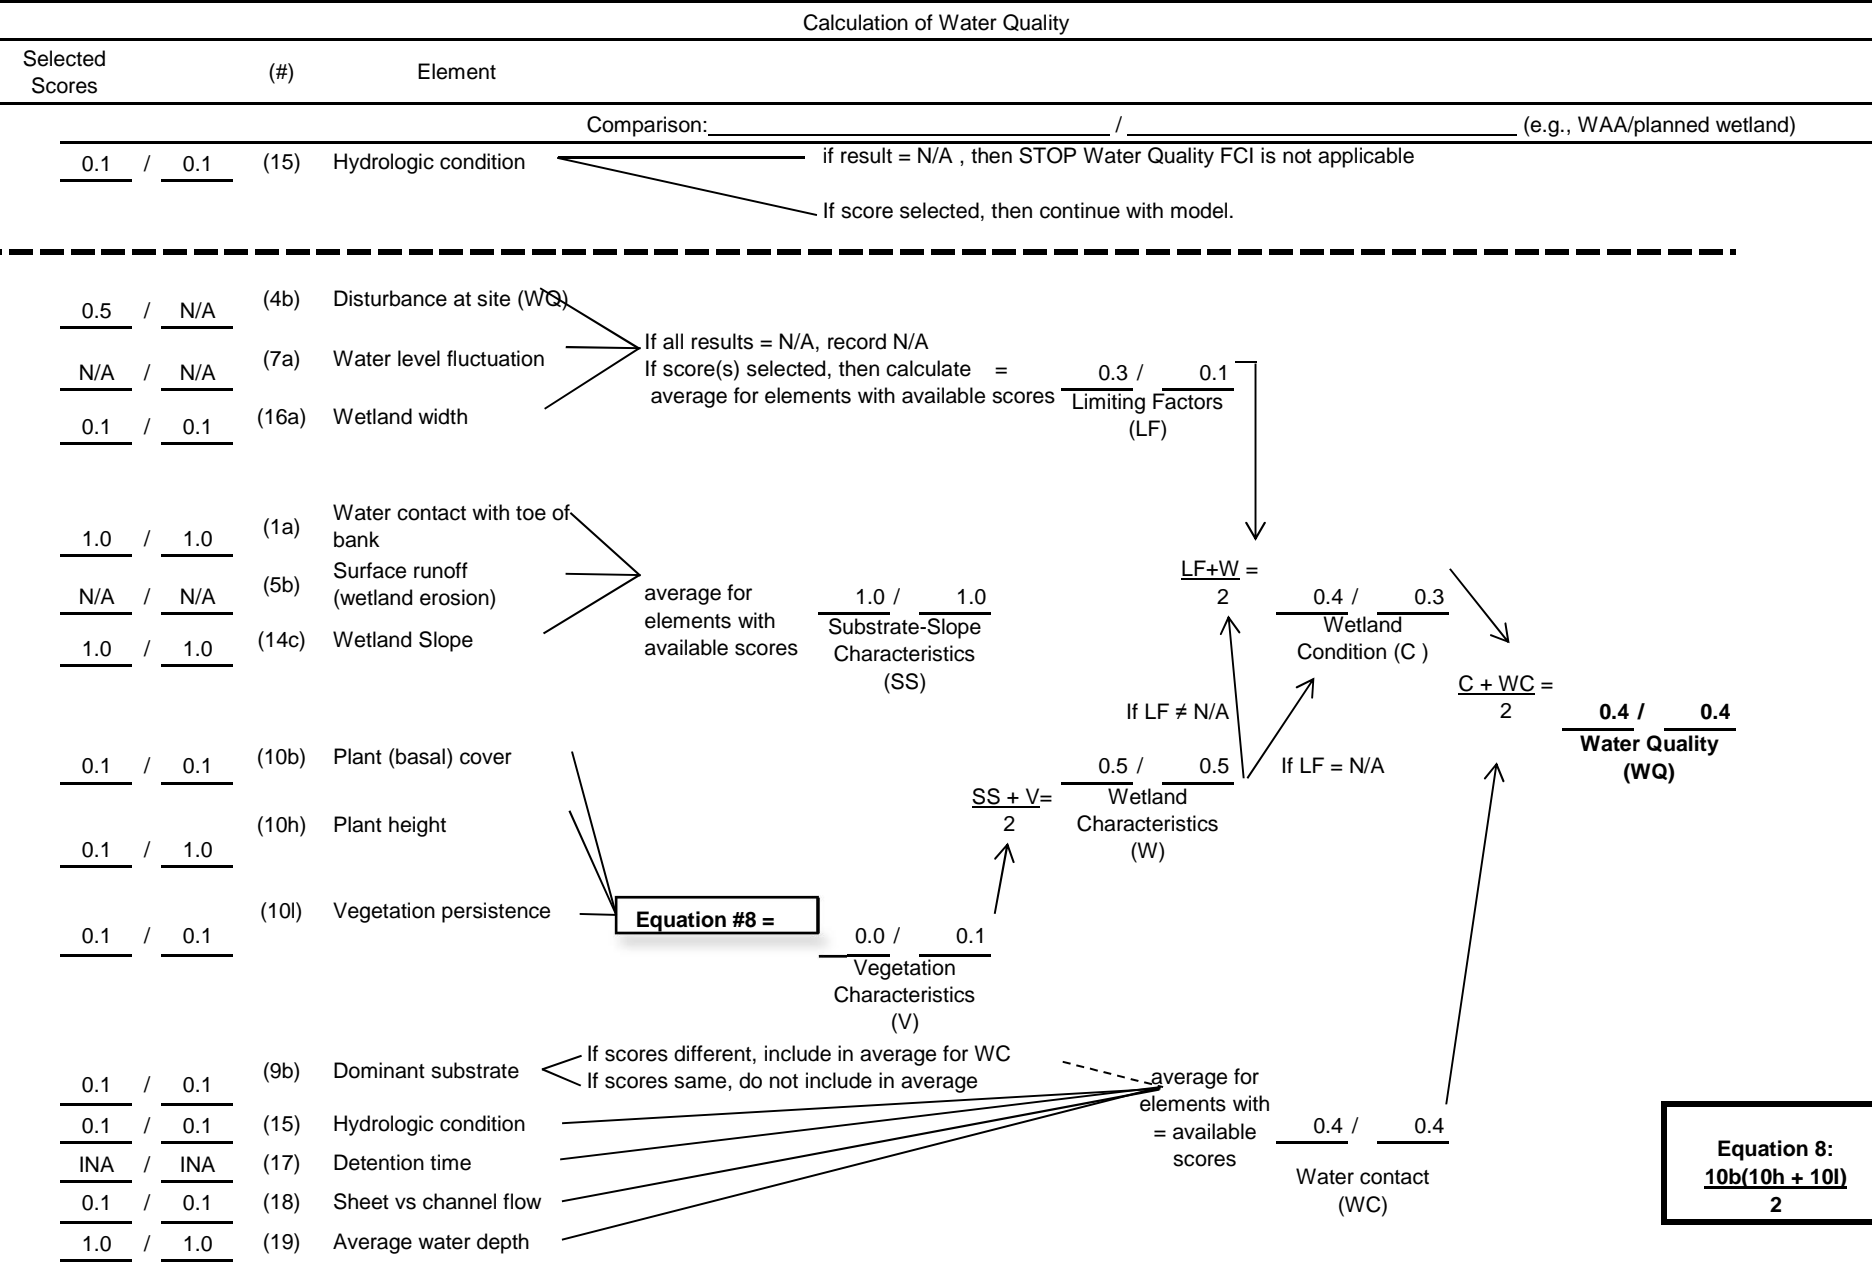 Calculation of Water Quality
Selected
Scores
(#)
Element
Comparison: / (e.g., WAA/planned wetland)
0.1 / 0.1 (15) Hydrologic condition
if result = N/A , then STOP Water Quality FCI is not applicable
If score selected, then continue with model.
0.5 / N/A (4b) Disturbance at site (WQ)
N/A / N/A (7a) Water level fluctuation
0.1 / 0.1 (16a) Wetland width
If all results = N/A, record N/A
If score(s) selected, then calculate =
average for elements with available scores
0.3 / 0.1
Limiting Factors
(LF)
1.0 / 1.0 (1a) Water contact with toe of
bank
N/A / N/A (5b) Surface runoff
(wetland erosion)
1.0 / 1.0 (14c) Wetland Slope
average for
elements with
available scores
1.0 / 1.0
Substrate-Slope
Characteristics
(SS)
LF+W =
2
0.4 / 0.3
Wetland
Condition (C )
C + WC =
2
0.4 / 0.4
Water Quality
(WQ)
If LF ≠ N/A
If LF = N/A
0.1 / 0.1 (10b) Plant (basal) cover
0.1 / 1.0 (10h) Plant height
0.1 / 0.1 (10l) Vegetation persistence
SS + V=
2
0.5 / 0.5
Wetland
Characteristics
(W)
Equation #8 =
0.0 / 0.1
Vegetation
Characteristics
(V)
0.1 / 0.1 (9b) Dominant substrate
If scores different, include in average for WC
If scores same, do not include in average
0.1 / 0.1 (15) Hydrologic condition
INA / INA (17) Detention time
0.1 / 0.1 (18) Sheet vs channel flow
1.0 / 1.0 (19) Average water depth
average for
elements with
= available
scores
0.4 / 0.4
Water contact
(WC)
Equation 8:
10b(10h + 10l)
2